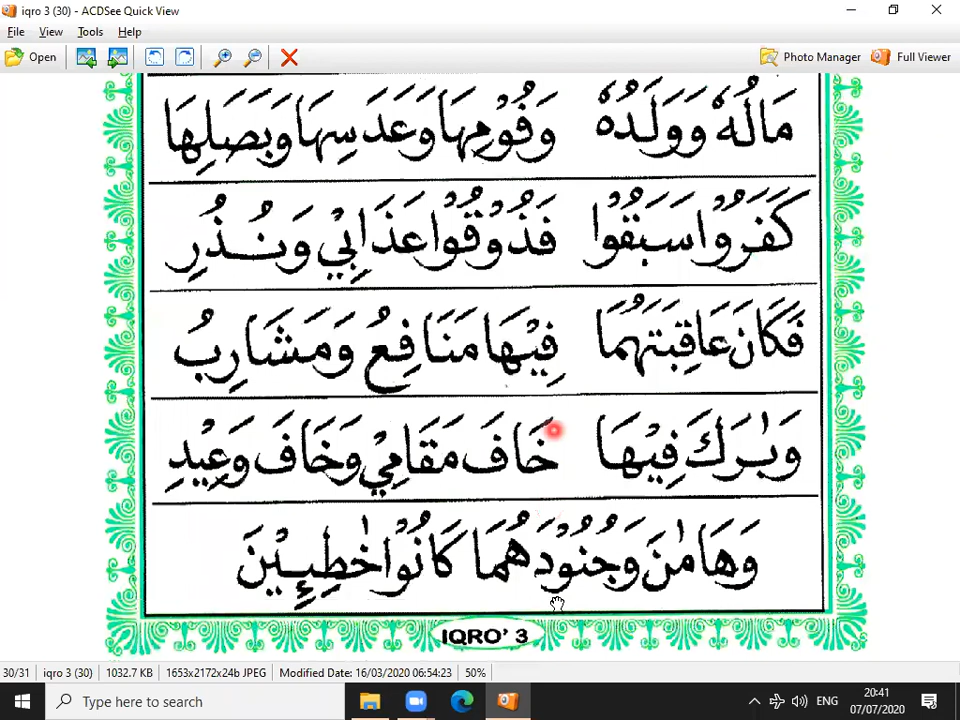 iqro 3 (30) - ACDSee Quick View
File View Tools Help
Open Photo Manager Full Viewer
مَالُهٗ وَوَلَدُهٗ وَفُوْمِهَا وَعَدَسِهَا وَبَصَلِهَا
كَفَرُوْا سَبَقُوْا فَذُوْقُوْا عَذَابِيْ وَنُذُرِ
فَكَانَ عَاقِبَتَهُمَا فِيْهَا مَنَافِعُ وَمَشَارِبُ
وَبٰرَكَ فِيْهَا خَافَ مَقَامِيْ وَخَافَ وَعِيْدِ
وَهَامٰنَ وَجُنُوْدَهُمَا كَانُوْا خٰطِـِٕيْنَ
IQRO' 3
30/31 iqro 3 (30) 1032.7 KB 1653x2172x24b JPEG Modified Date: 16/03/2020 06:54:23 50%
Type here to search ENG 20:41
07/07/2020